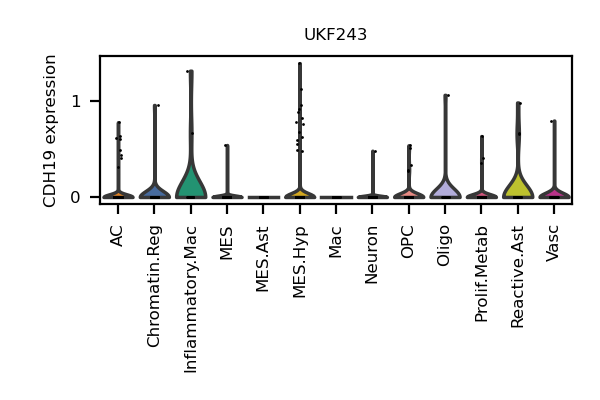 UKF243
CDH19 expression
1
0
AC
Chromatin.Reg
Inflammatory.Mac
MES
MES.Ast
MES.Hyp
Mac
Neuron
OPC
Oligo
Prolif.Metab
Reactive.Ast
Vasc